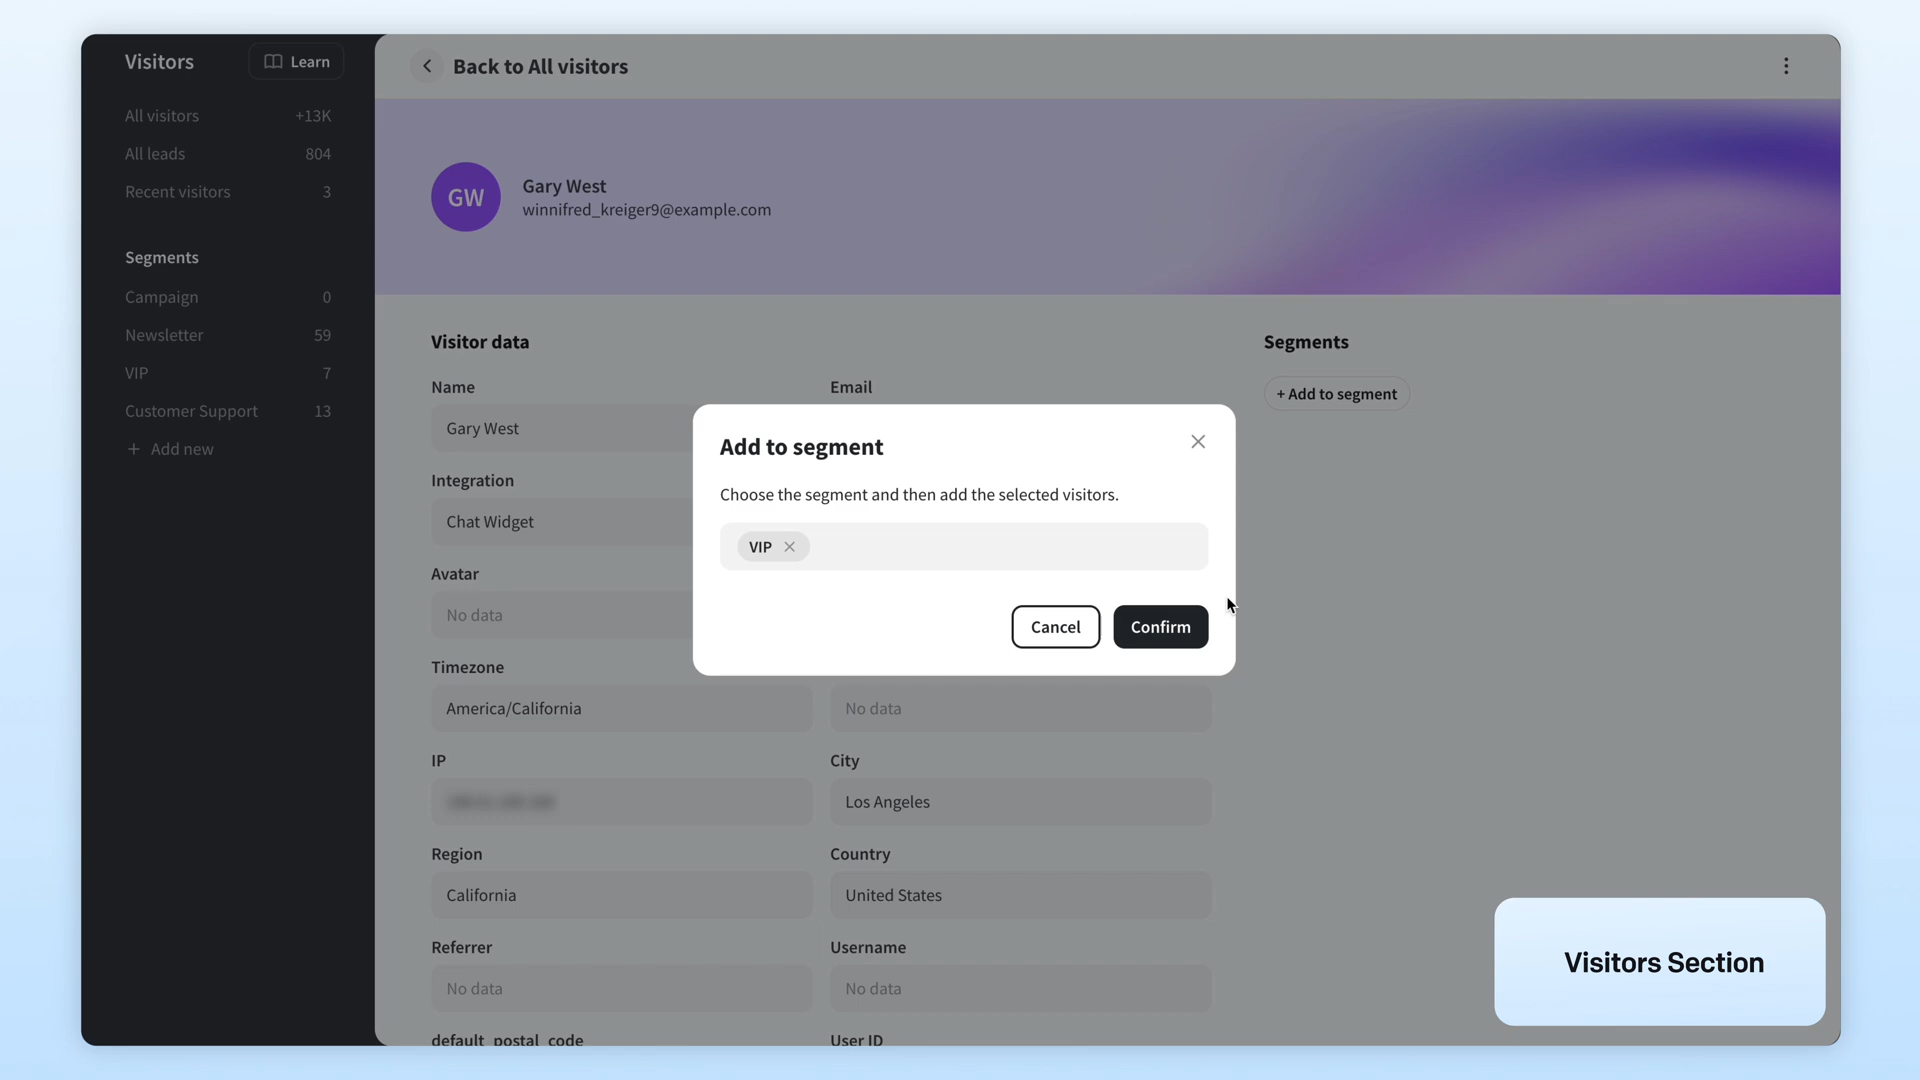 Visitors
Learn
All visitors +13K
All leads 804
Recent visitors 3
Segments
Campaign 0
Newsletter 59
VIP 7
Customer Support 13
+ Add new
Back to All visitors
GW
Gary West
winnifred_kreiger9@example.com
Visitor data
Segments
Name
Email
+ Add to segment
Gary West
Integration
Chat Widget
Avatar
No data
Add to segment
Choose the segment and then add the selected visitors.
VIP
Cancel
Confirm
Timezone
America/California
No data
IP
City
Los Angeles
Region
Country
California
United States
Referrer
Username
No data
No data
default_postal_code
User ID
Visitors Section